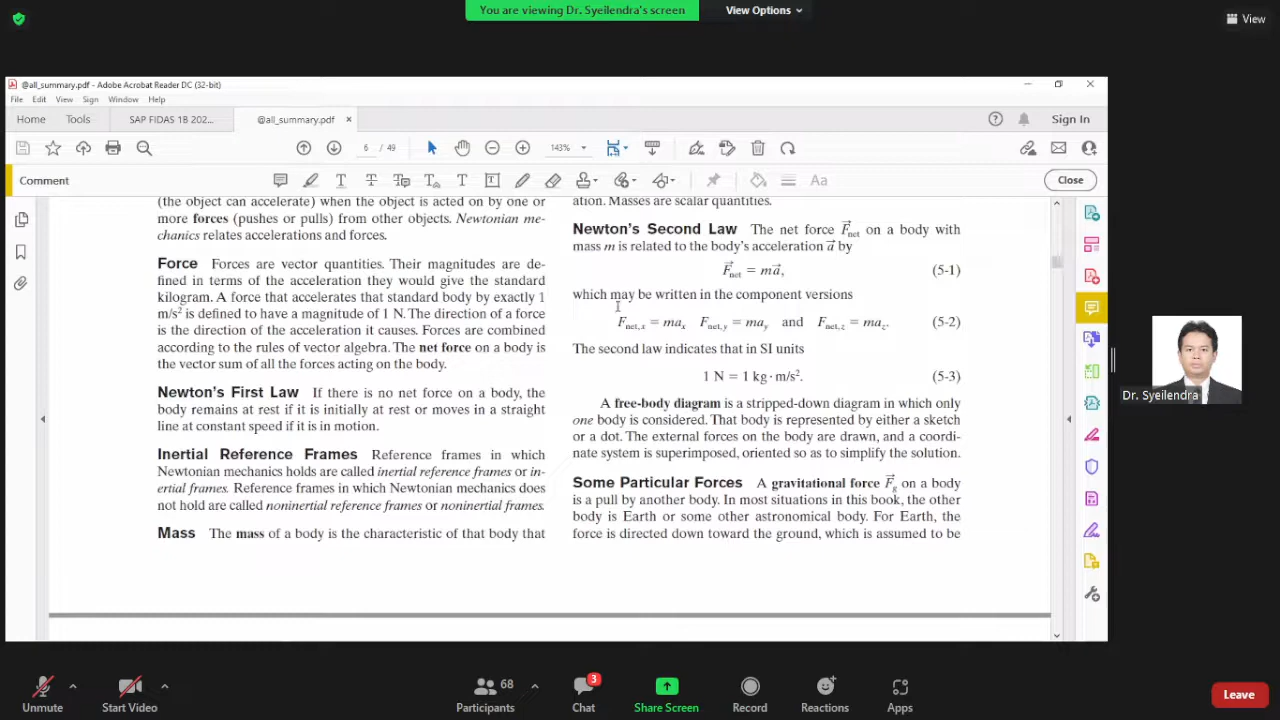 You are viewing Dr. Syeilendra's screen
View Options
View
@all_summary.pdf - Adobe Acrobat Reader DC (32-bit)
File Edit View Sign Window Help
Home Tools SAP FIDAS 1B 202... @all_summary.pdf × Sign In
6 / 49 143%
Comment Close
(the object can accelerate) when the object is acted on by one or
more forces (pushes or pulls) from other objects. Newtonian me-
chanics relates accelerations and forces.
Force Forces are vector quantities. Their magnitudes are de-
fined in terms of the acceleration they would give the standard
kilogram. A force that accelerates that standard body by exactly 1
m/s² is defined to have a magnitude of 1 N. The direction of a force
is the direction of the acceleration it causes. Forces are combined
according to the rules of vector algebra. The net force on a body is
the vector sum of all the forces acting on the body.
Newton's First Law If there is no net force on a body, the
body remains at rest if it is initially at rest or moves in a straight
line at constant speed if it is in motion.
Inertial Reference Frames Reference frames in which
Newtonian mechanics holds are called inertial reference frames or in-
ertial frames. Reference frames in which Newtonian mechanics does
not hold are called noninertial reference frames or noninertial frames.
Mass The mass of a body is the characteristic of that body that
ation. Masses are scalar quantities.
Newton's Second Law The net force F⃗net on a body with
mass m is related to the body's acceleration a⃗ by
F⃗net = ma⃗, (5-1)
which may be written in the component versions
Fnet,x = max Fnet,y = may and Fnet,z = maz. (5-2)
The second law indicates that in SI units
1 N = 1 kg · m/s². (5-3)
A free-body diagram is a stripped-down diagram in which only
one body is considered. That body is represented by either a sketch
or a dot. The external forces on the body are drawn, and a coordi-
nate system is superimposed, oriented so as to simplify the solution.
Some Particular Forces A gravitational force F⃗g on a body
is a pull by another body. In most situations in this book, the other
body is Earth or some other astronomical body. For Earth, the
force is directed down toward the ground, which is assumed to be
Dr. Syeilendra
Unmute Start Video Participants 68 Chat 3 Share Screen Record Reactions Apps Leave